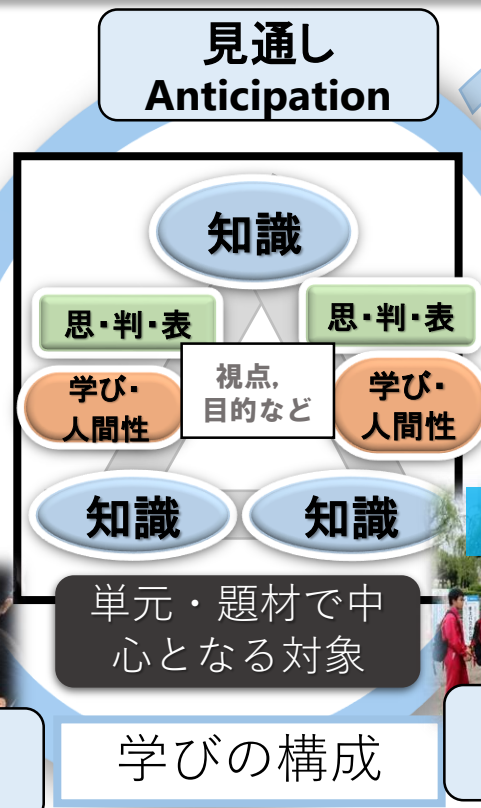 見通し
Anticipation
知識
思・判・表
思・判・表
学び・
人間性
視点,
目的など
学び・
人間性
知識
知識
単元・題材で中
心となる対象
学びの構成